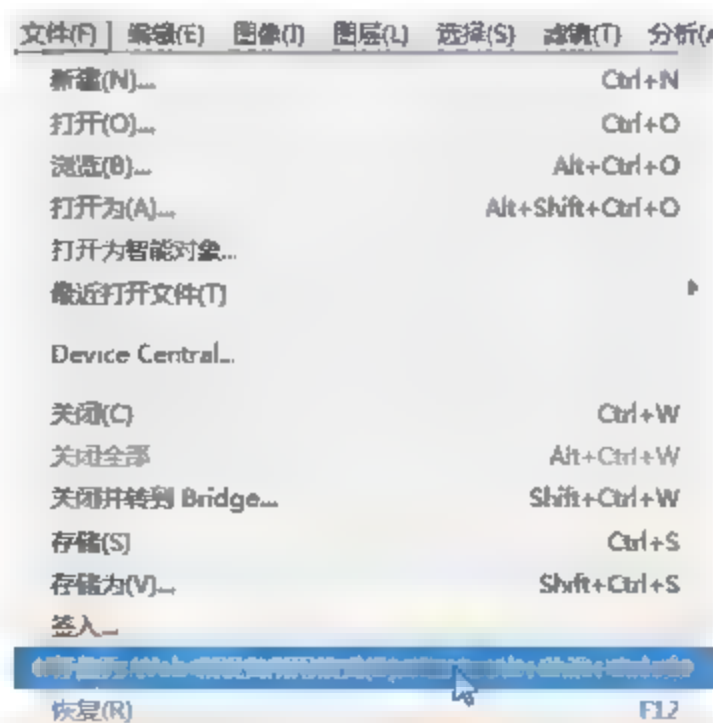 文件(F) 编辑(E) 图像(I) 图层(L) 选择(S) 滤镜(T) 分析(A
新建(N)... Ctrl+N
打开(O)... Ctrl+O
浏览(B)... Alt+Ctrl+O
打开为(A)... Alt+Shift+Ctrl+O
打开为智能对象...
最近打开文件(T)
Device Central...
关闭(C) Ctrl+W
关闭全部 Alt+Ctrl+W
关闭并转到 Bridge... Shift+Ctrl+W
存储(S) Ctrl+S
存储为(V)... Shift+Ctrl+S
签入...
恢复(R) F12